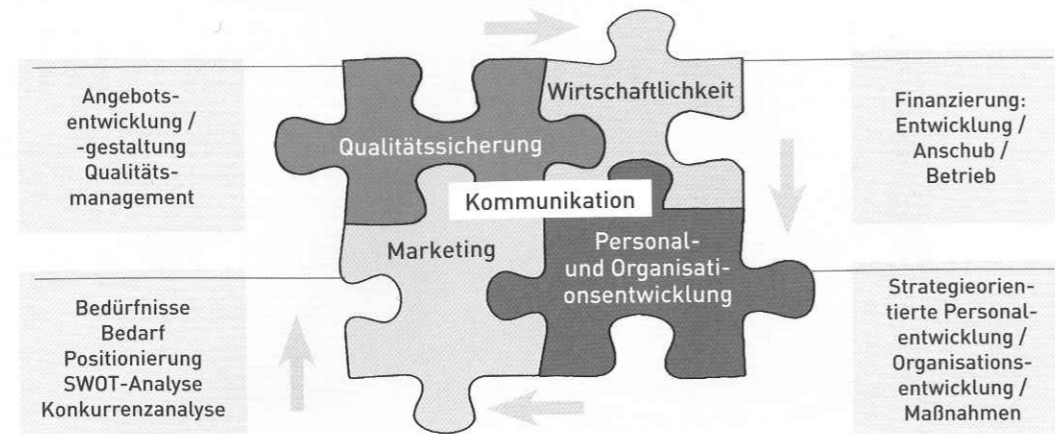 Angebots-
entwicklung /
-gestaltung
Qualitäts-
management
Qualitätssicherung
Wirtschaftlichkeit
Finanzierung:
Entwicklung /
Anschub /
Betrieb
Kommunikation
Marketing
Personal-
und Organisati-
onsentwicklung
Bedürfnisse
Bedarf
Positionierung
SWOT-Analyse
Konkurrenzanalyse
Strategieorien-
tierte Personal-
entwicklung /
Organisations-
entwicklung /
Maßnahmen